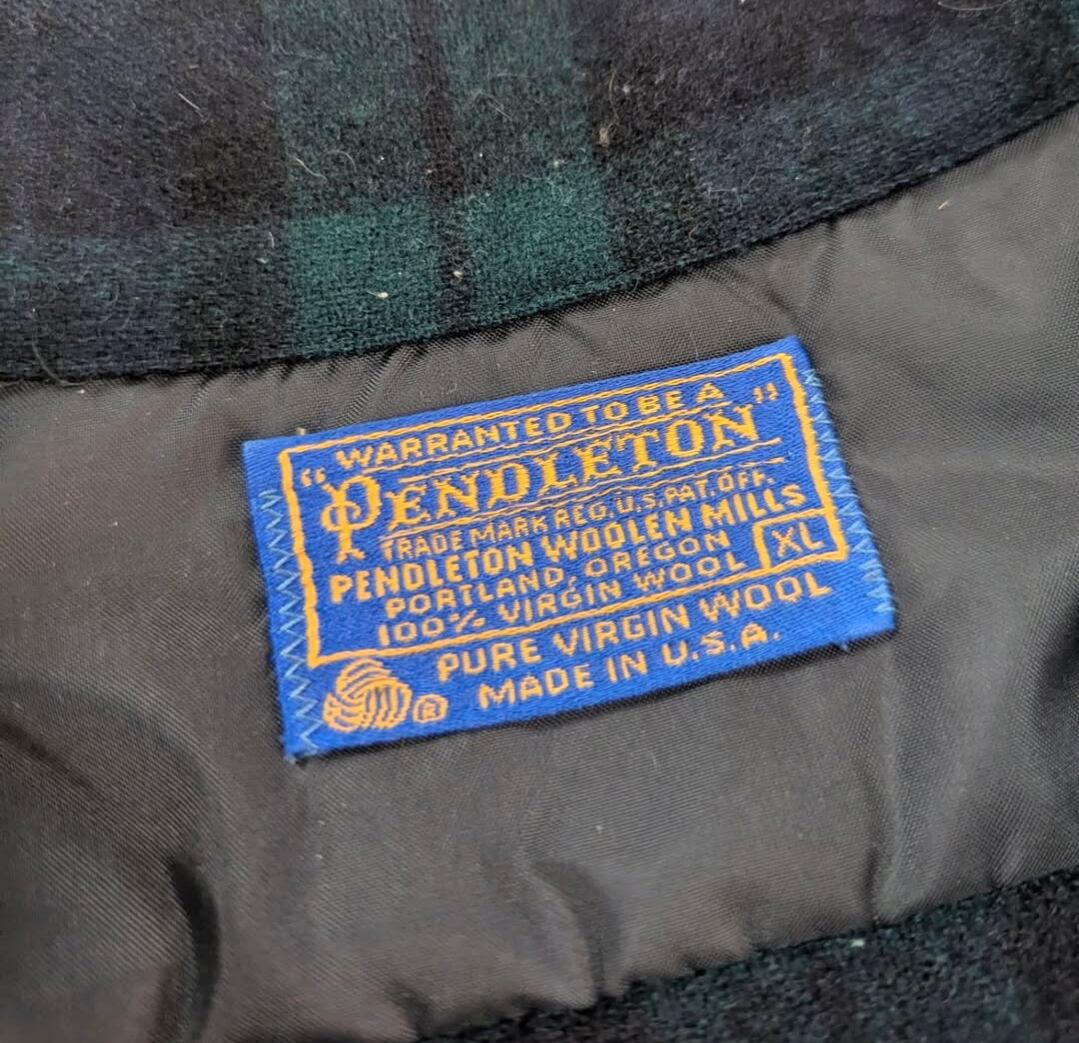 WARRANTED TO BE A
“PENDLETON”
TRADE MARK REG. U.S. PAT. OFF.
PENDLETON WOOLEN MILLS
PORTLAND, OREGON
100% VIRGIN WOOL
XL
PURE VIRGIN WOOL
® MADE IN U.S.A.